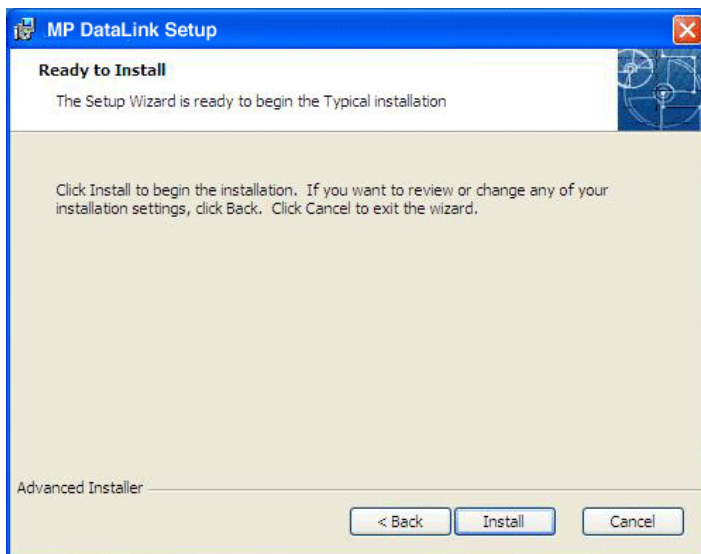 MP DataLink Setup
Ready to Install
The Setup Wizard is ready to begin the Typical installation
Click Install to begin the installation.  If you want to review or change any of your
installation settings, click Back.  Click Cancel to exit the wizard.
Advanced Installer
< Back
Install
Cancel